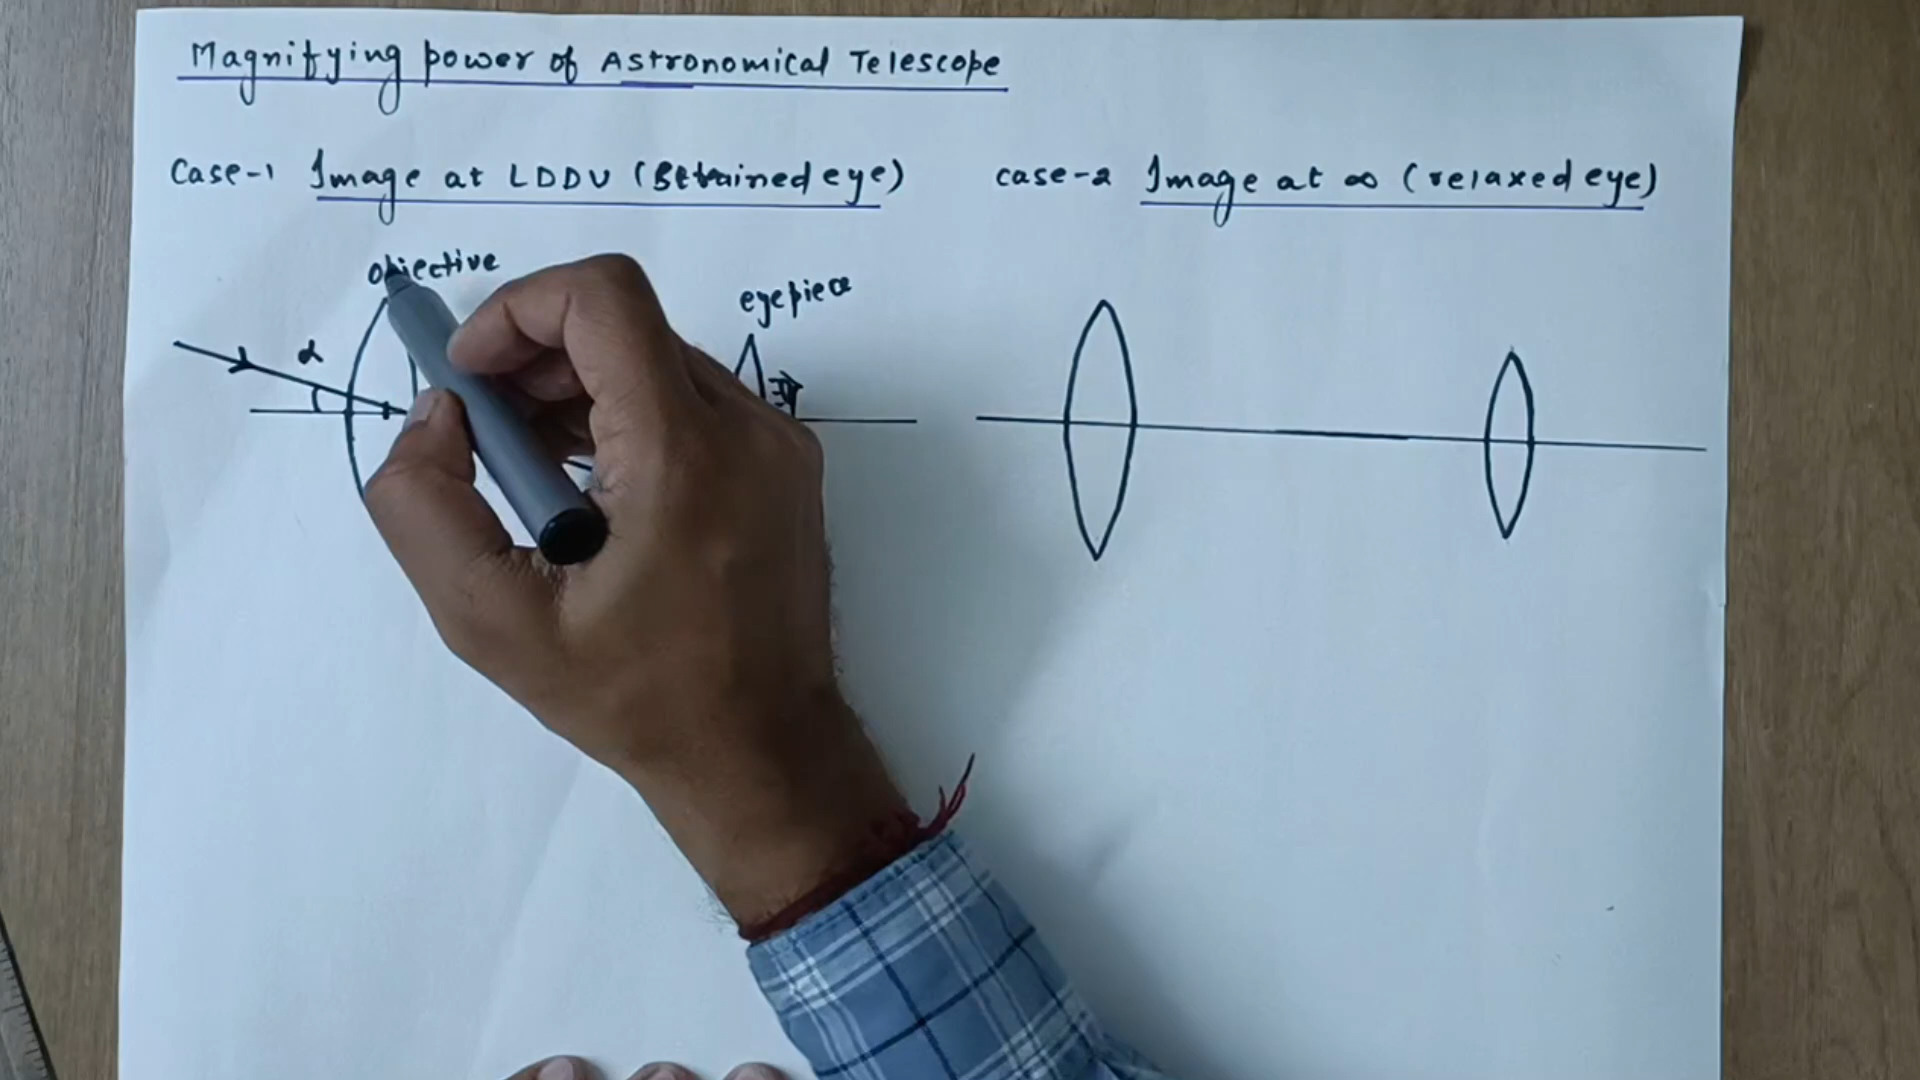 Magnifying power of Astronomical Telescope
Case-1 Image at LDDV (Strained eye)
case-2 Image at ∞ (relaxed eye)
objective
eyepiece
α